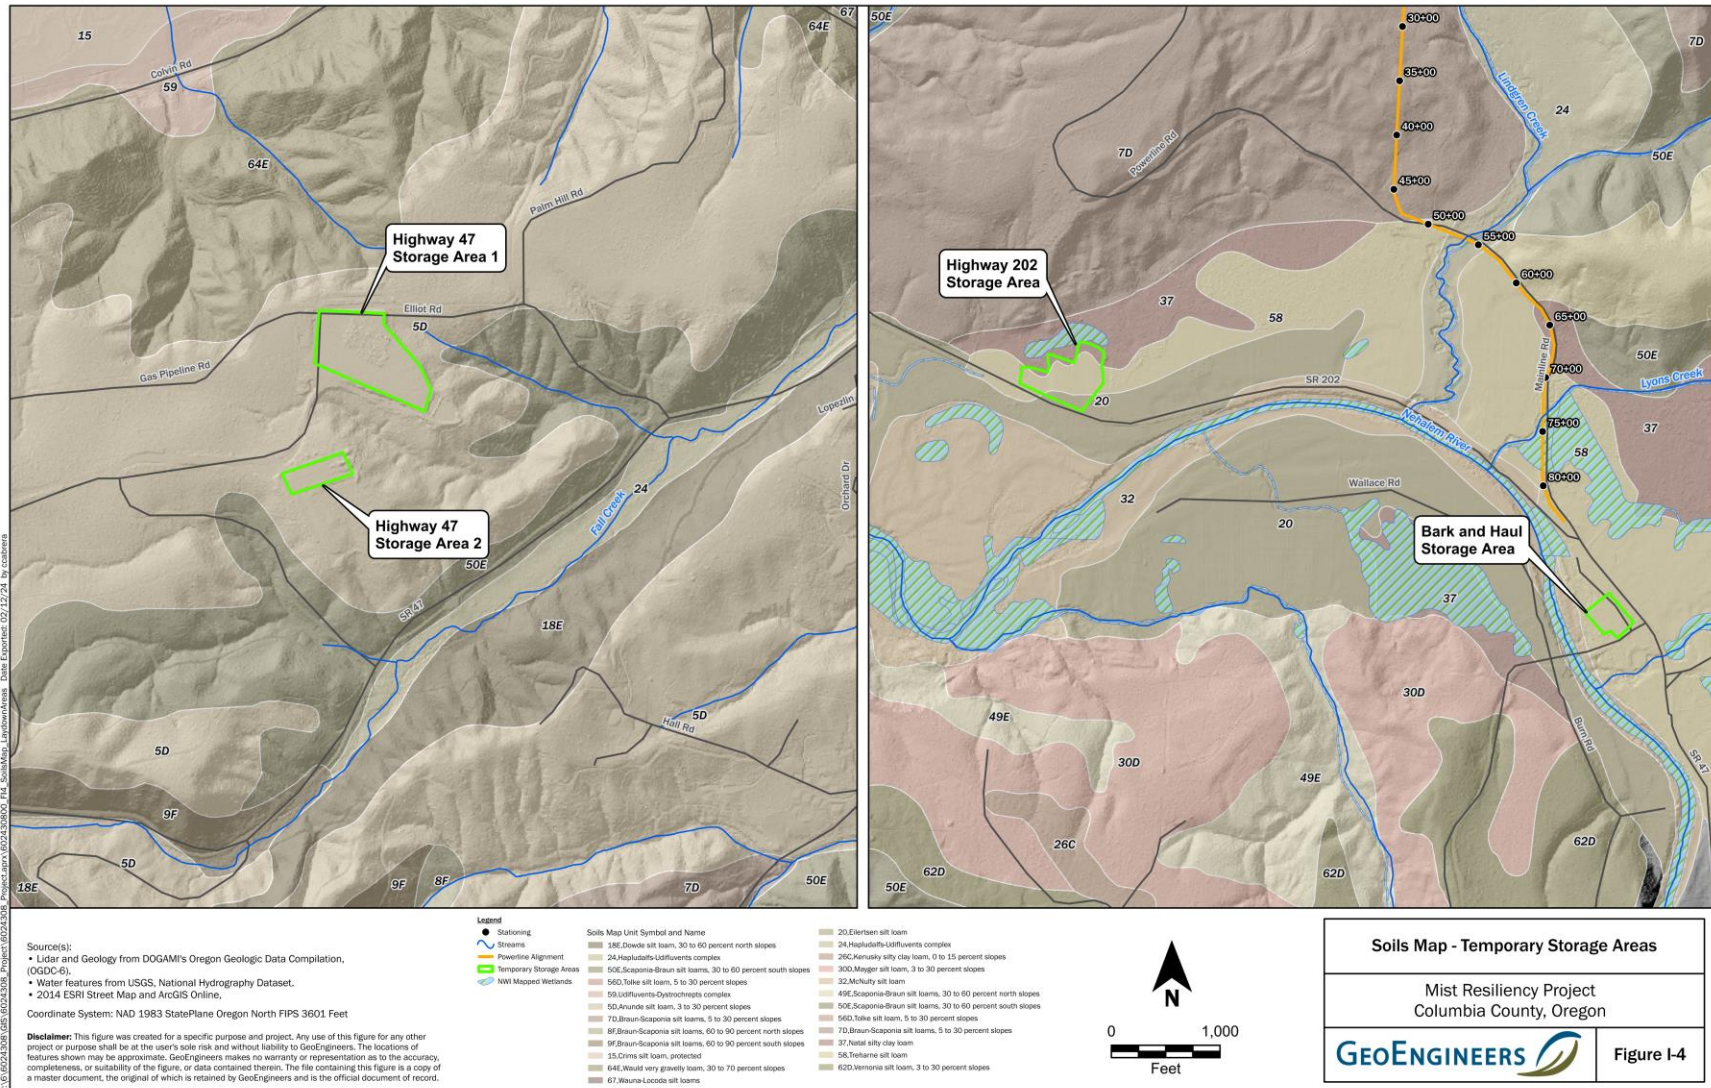 15
Colvin Rd
59
64E
64E
67
Palm Hill Rd
Highway 47
Storage Area 1
Elliot Rd
5D
Gas Pipeline Rd
Lopezlin
Orchard Dr
Highway 47
Storage Area 2
Fall Creek
24
50E
SR 47
18E
Hall Rd
5D
5D
9F
5D
18E
9F
8F
7D
50E
50E
30+00
7D
35+00
Lindgren Creek
24
40+00
7D
Powerline Rd
50E
45+00
50+00
55+00
Highway 202
Storage Area
60+00
37
58
65+00
Mainline Rd
50E
70+00
SR 202
Lyons Creek
20
Nehalem River
75+00
37
58
Wallace Rd
80+00
32
20
Bark and Haul
Storage Area
37
30D
49E
Burn Rd
SR 47
30D
49E
26C
62D
62D
62D
50E
Source(s):
• Lidar and Geology from DOGAMI's Oregon Geologic Data Compilation,
(OGDC-6).
• Water features from USGS, National Hydrography Dataset.
• 2014 ESRI Street Map and ArcGIS Online,
Coordinate System: NAD 1983 StatePlane Oregon North FIPS 3601 Feet
Disclaimer: This figure was created for a specific purpose and project. Any use of this figure for any other
project or purpose shall be at the user's sole risk and without liability to GeoEngineers. The locations of
features shown may be approximate. GeoEngineers makes no warranty or representation as to the accuracy,
completeness, or suitability of the figure, or data contained therein. The file containing this figure is a copy of
a master document, the original of which is retained by GeoEngineers and is the official document of record.
Legend
Stationing
Streams
Powerline Alignment
Temporary Storage Areas
NWI Mapped Wetlands
Soils Map Unit Symbol and Name
18E,Dowde silt loam, 30 to 60 percent north slopes
24,Hapludalfs-Udifluvents complex
50E,Scaponia-Braun silt loams, 30 to 60 percent south slopes
56D,Tolke silt loam, 5 to 30 percent slopes
59,Udifluvents-Dystrochrepts complex
5D,Anunde silt loam, 3 to 30 percent slopes
7D,Braun-Scaponia silt loams, 5 to 30 percent slopes
8F,Braun-Scaponia silt loams, 60 to 90 percent north slopes
9F,Braun-Scaponia silt loams, 60 to 90 percent south slopes
15,Crims silt loam, protected
64E,Wauld very gravelly loam, 30 to 70 percent slopes
67,Wauna-Locoda silt loams
20,Eilertsen silt loam
24,Hapludalfs-Udifluvents complex
26C,Kenusky silty clay loam, 0 to 15 percent slopes
30D,Mayger silt loam, 3 to 30 percent slopes
32,McNulty silt loam
49E,Scaponia-Braun silt loams, 30 to 60 percent north slopes
50E,Scaponia-Braun silt loams, 30 to 60 percent south slopes
56D,Tolke silt loam, 5 to 30 percent slopes
7D,Braun-Scaponia silt loams, 5 to 30 percent slopes
37,Natal silty clay loam
58,Treharne silt loam
62D,Vernonia silt loam, 3 to 30 percent slopes
N
0 1,000
Feet
Soils Map - Temporary Storage Areas
Mist Resiliency Project
Columbia County, Oregon
GEOENGINEERS
Figure I-4
Date Exported: 02/12/24 by ccabrera